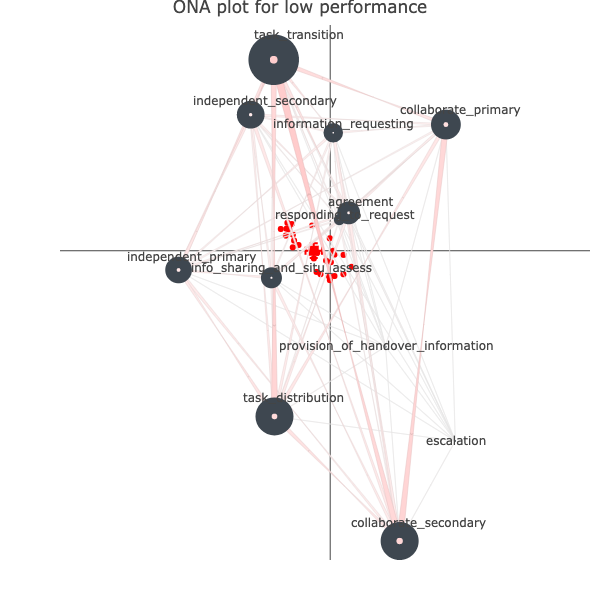 ONA plot for low performance
task_transition
independent_secondary
collaborate_primary
information_requesting
agreement
responding_to_request
independent_primary
info_sharing_and_situ_assess
provision_of_handover_information
task_distribution
escalation
collaborate_secondary